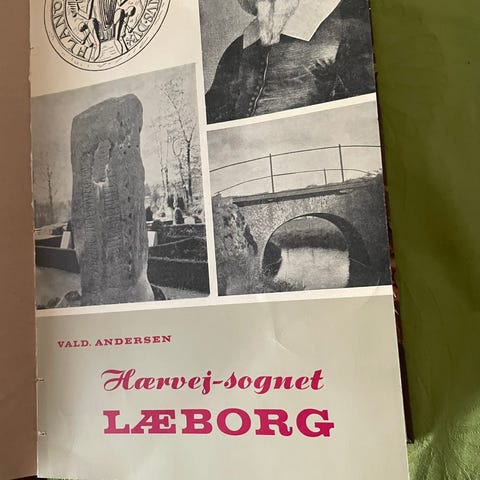 VALD. ANDERSEN
Hærvej-sognet
LÆBORG